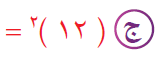 ج ( ١٢ )٢ =